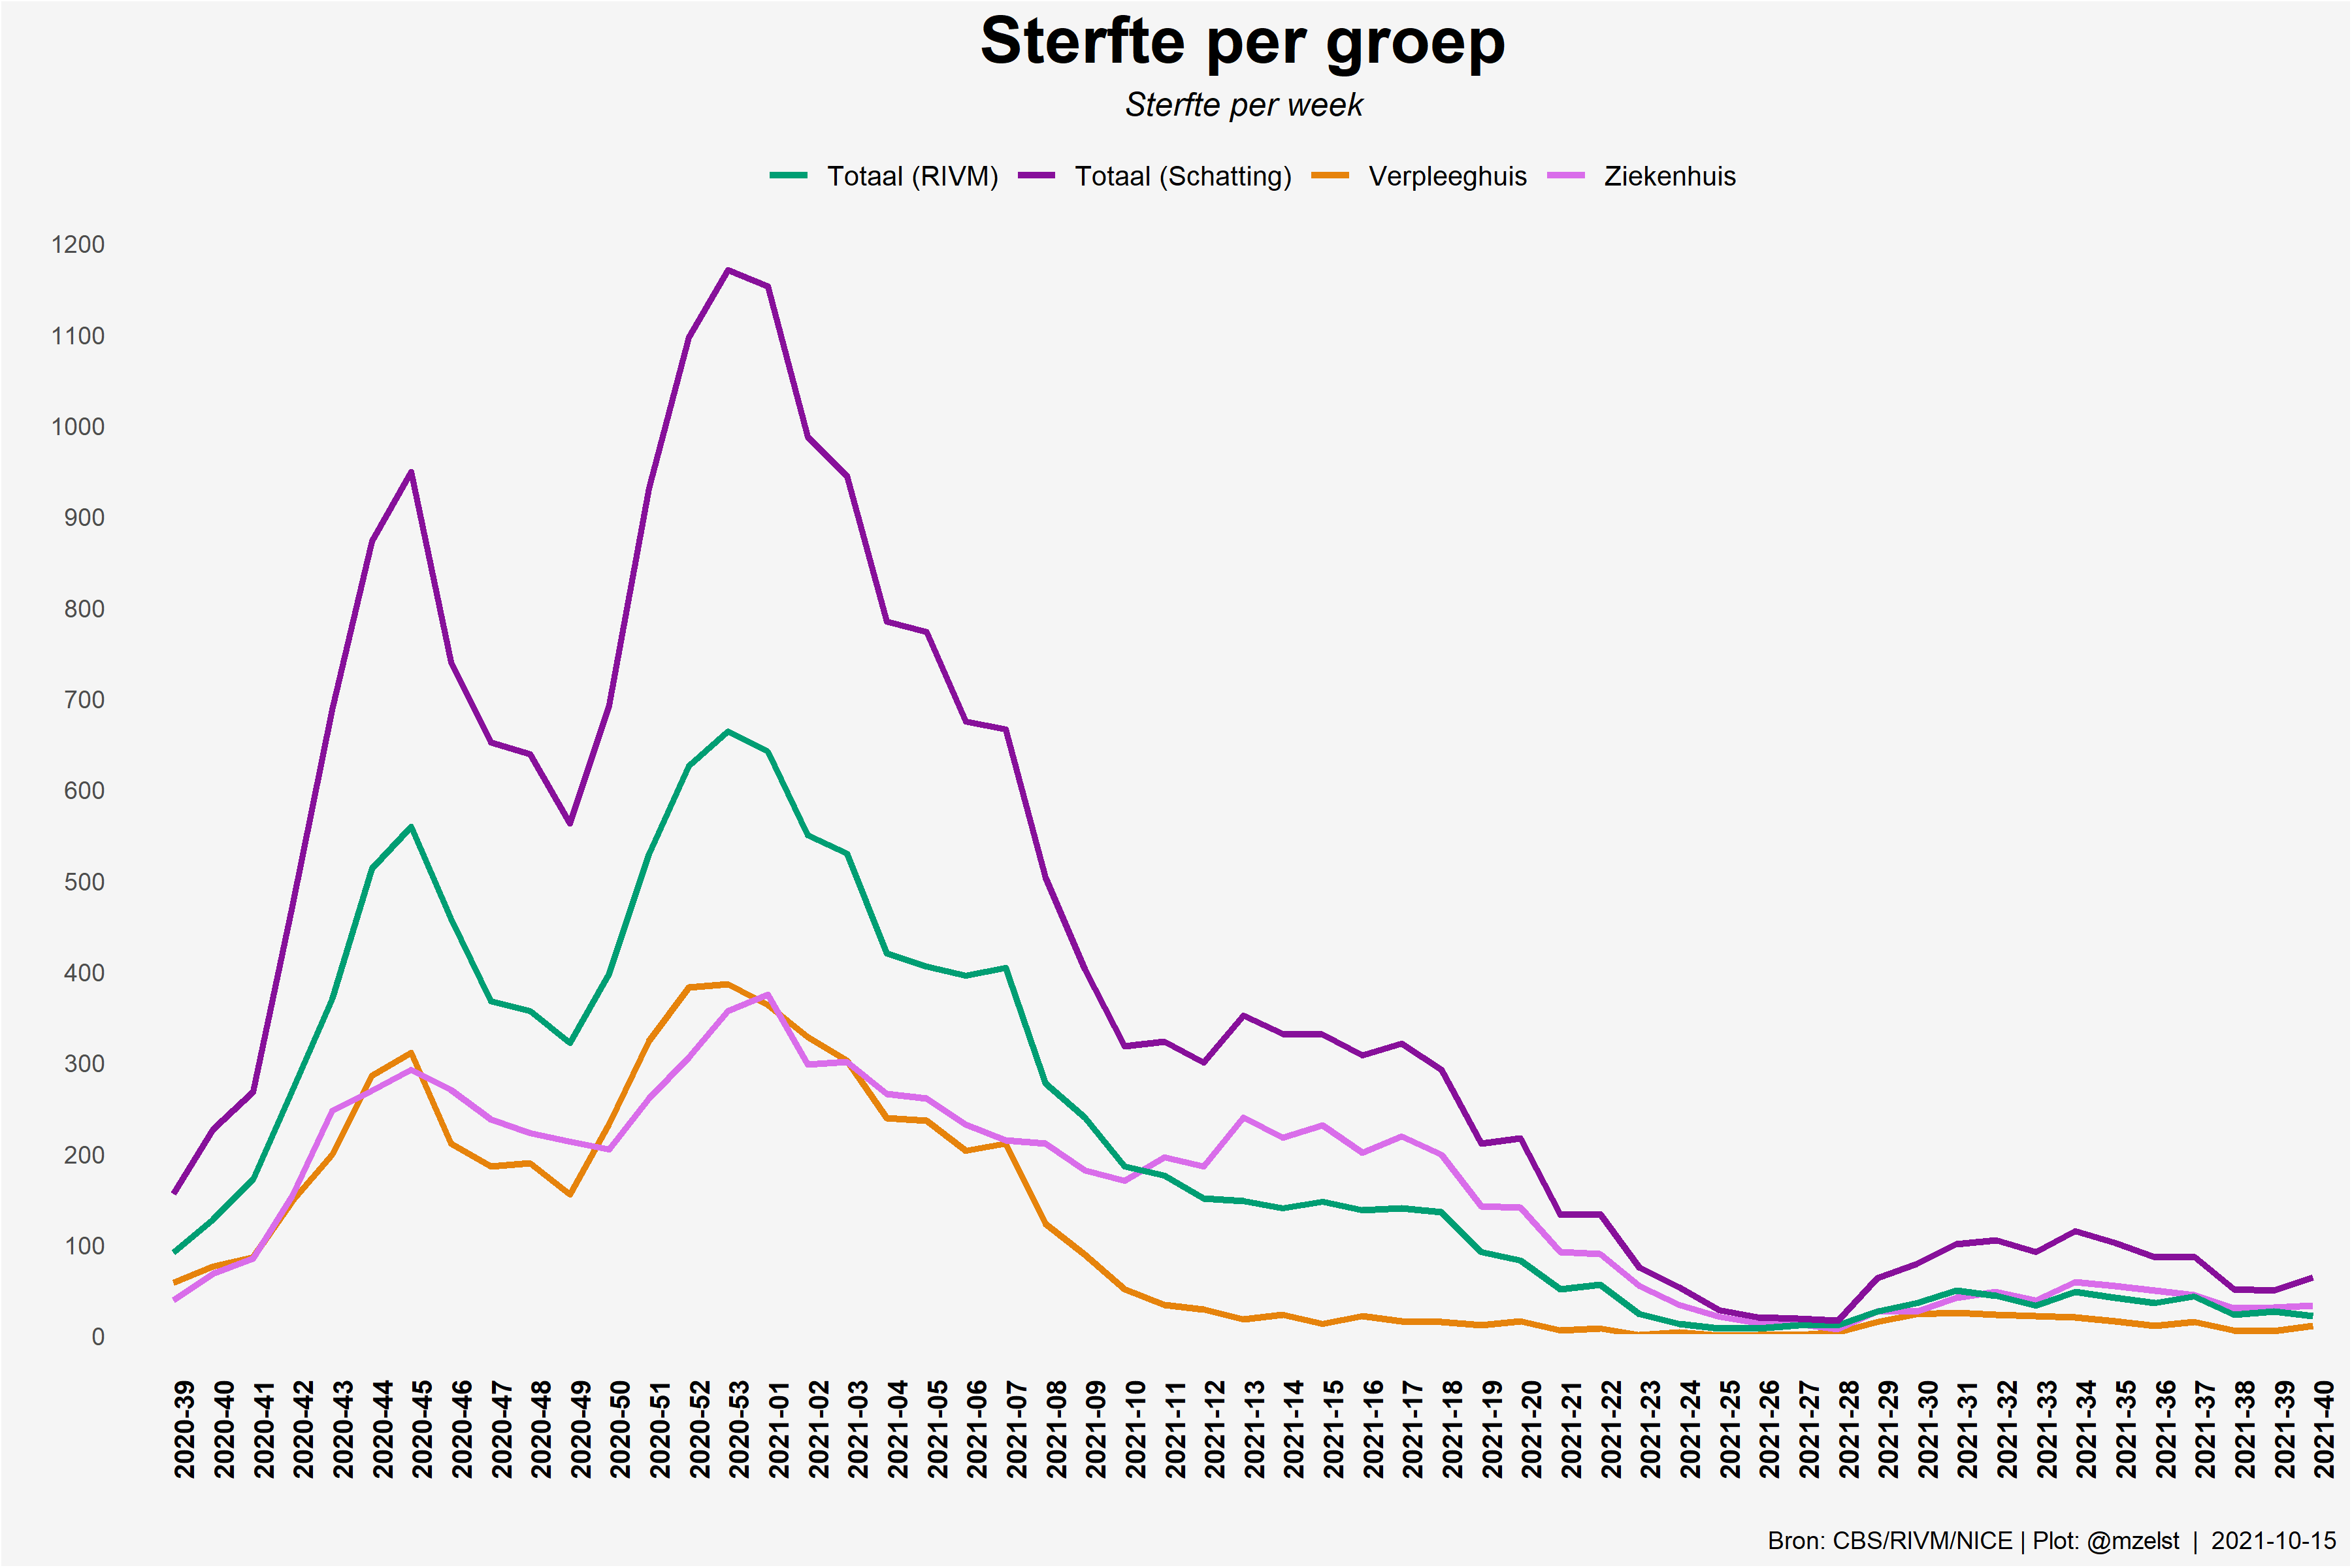 Sterfte per groep
Sterfte per week
Totaal (RIVM) Totaal (Schatting) Verpleeghuis Ziekenhuis
1200
1100
1000
900
800
700
600
500
400
300
200
100
0
2020-39 2020-40 2020-41 2020-42 2020-43 2020-44 2020-45 2020-46 2020-47 2020-48 2020-49 2020-50 2020-51 2020-52 2020-53 2021-01 2021-02 2021-03 2021-04 2021-05 2021-06 2021-07 2021-08 2021-09 2021-10 2021-11 2021-12 2021-13 2021-14 2021-15 2021-16 2021-17 2021-18 2021-19 2021-20 2021-21 2021-22 2021-23 2021-24 2021-25 2021-26 2021-27 2021-28 2021-29 2021-30 2021-31 2021-32 2021-33 2021-34 2021-35 2021-36 2021-37 2021-38 2021-39 2021-40
Bron: CBS/RIVM/NICE | Plot: @mzelst | 2021-10-15